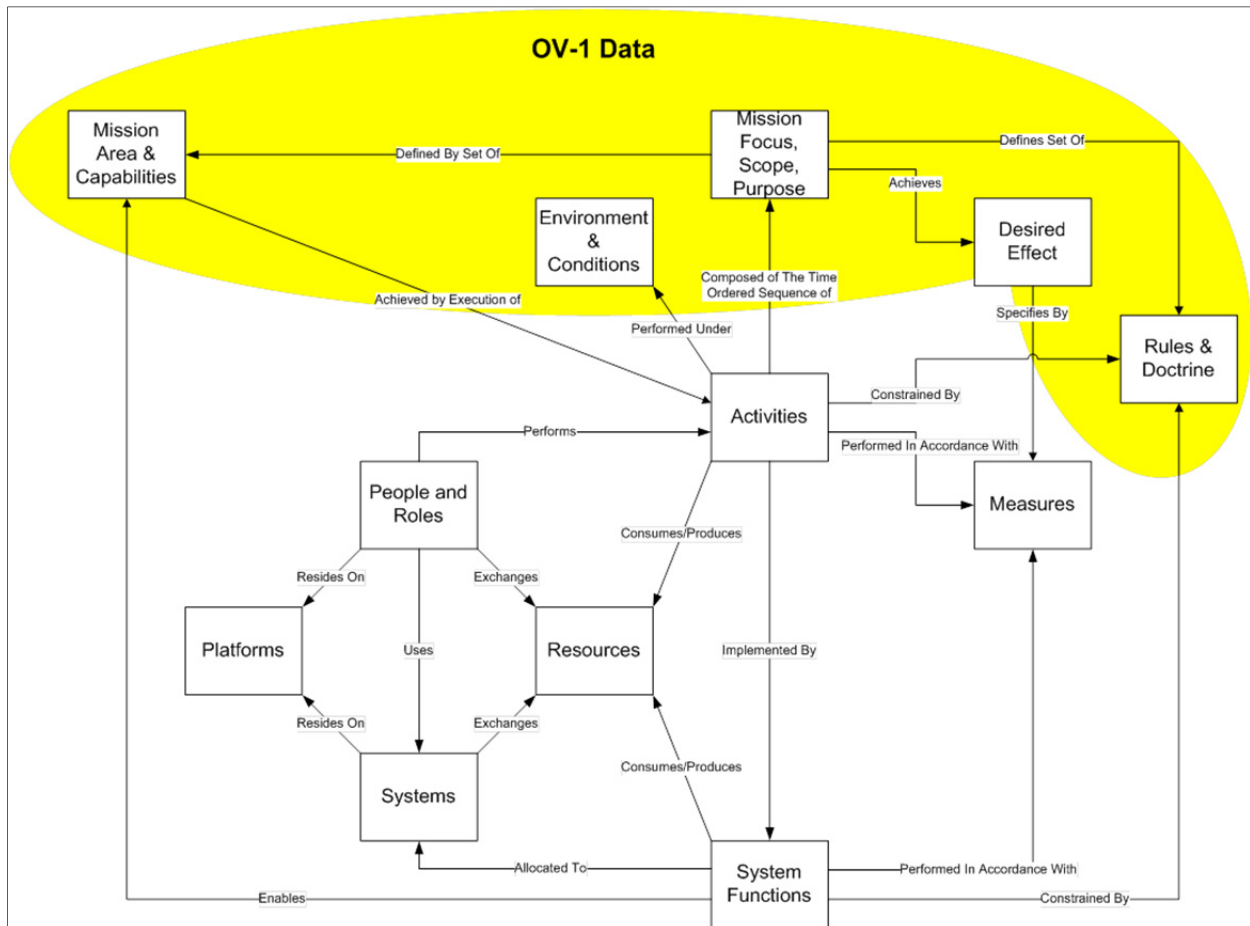 OV-1 Data
Mission
Area &
Capabilities
Defined By Set Of
Mission
Focus,
Scope,
Purpose
Defines Set Of
Achieves
Environment
&
Conditions
Desired
Effect
Composed of The Time
Ordered Sequence of
Achieved by Execution of
Specifies By
Performed Under
Rules &
Doctrine
Activities
Constrained By
Performs
Performed In Accordance With
People and
Roles
Measures
Consumes/Produces
Resides On
Exchanges
Platforms
Uses
Resources
Implemented By
Resides On
Exchanges
Consumes/Produces
Systems
Allocated To
System
Functions
Performed In Accordance With
Enables
Constrained By